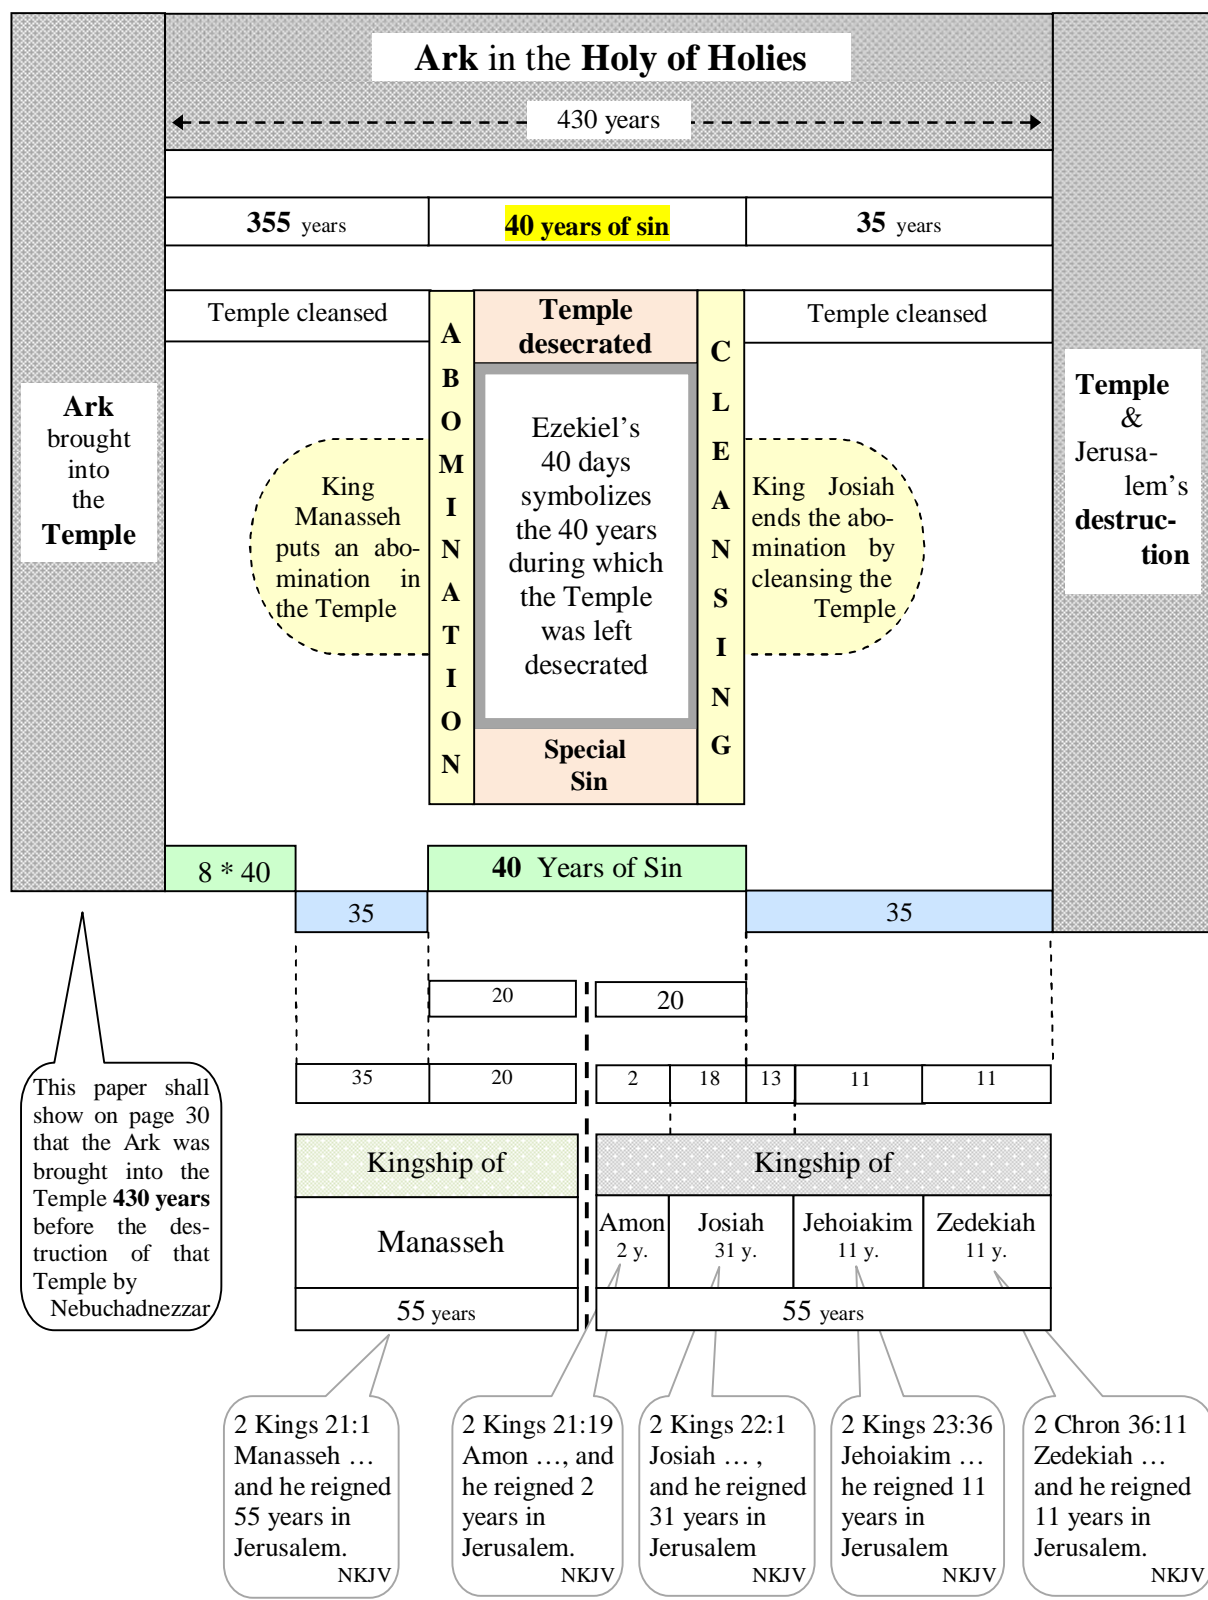 Ark in the Holy of Holies
430 years
355 years
40 years of sin
35 years
Temple cleansed
Temple
desecrated
Temple cleansed
A
B
O
M
I
N
A
T
I
O
N
C
L
E
A
N
S
I
N
G
Ark
brought
into
the
Temple
King
Manasseh
puts an abo-
mination in
the Temple
Ezekiel's
40 days
symbolizes
the 40 years
during which
the Temple
was left
desecrated
King Josiah
ends the abo-
mination by
cleansing the
Temple
Temple
&
Jerusa-
lem's
destruc-
tion
Special
Sin
8 * 40
40 Years of Sin
35
35
20
20
35
20
2
18
13
11
11
This paper shall
show on page 30
that the Ark was
brought into the
Temple 430 years
before the des-
truction of that
Temple by
Nebuchadnezzar
Kingship of
Manasseh
55 years
Kingship of
Amon
2 y.
Josiah
31 y.
Jehoiakim
11 y.
Zedekiah
11 y.
55 years
2 Kings 21:1
Manasseh …
and he reigned
55 years in
Jerusalem.
NKJV
2 Kings 21:19
Amon …, and
he reigned 2
years in
Jerusalem.
NKJV
2 Kings 22:1
Josiah … ,
and he reigned
31 years in
Jerusalem
NKJV
2 Kings 23:36
Jehoiakim …
he reigned 11
years in
Jerusalem
NKJV
2 Chron 36:11
Zedekiah …
and he reigned
11 years in
Jerusalem.
NKJV